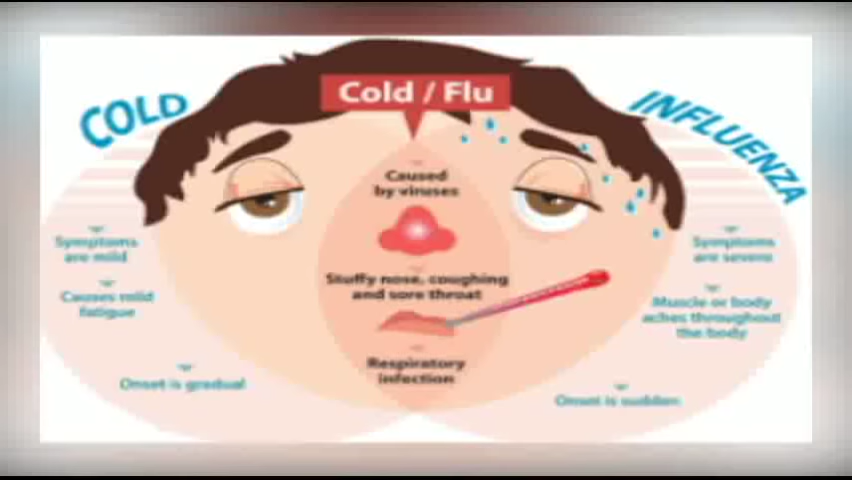 COLD
Cold / Flu
INFLUENZA
Caused
by viruses
Stuffy nose, coughing
and sore throat
Respiratory
infection
Symptoms
are mild
Causes mild
fatigue
Onset is gradual
Symptoms
are severe
Muscle or body
aches throughout
the body
Onset is sudden